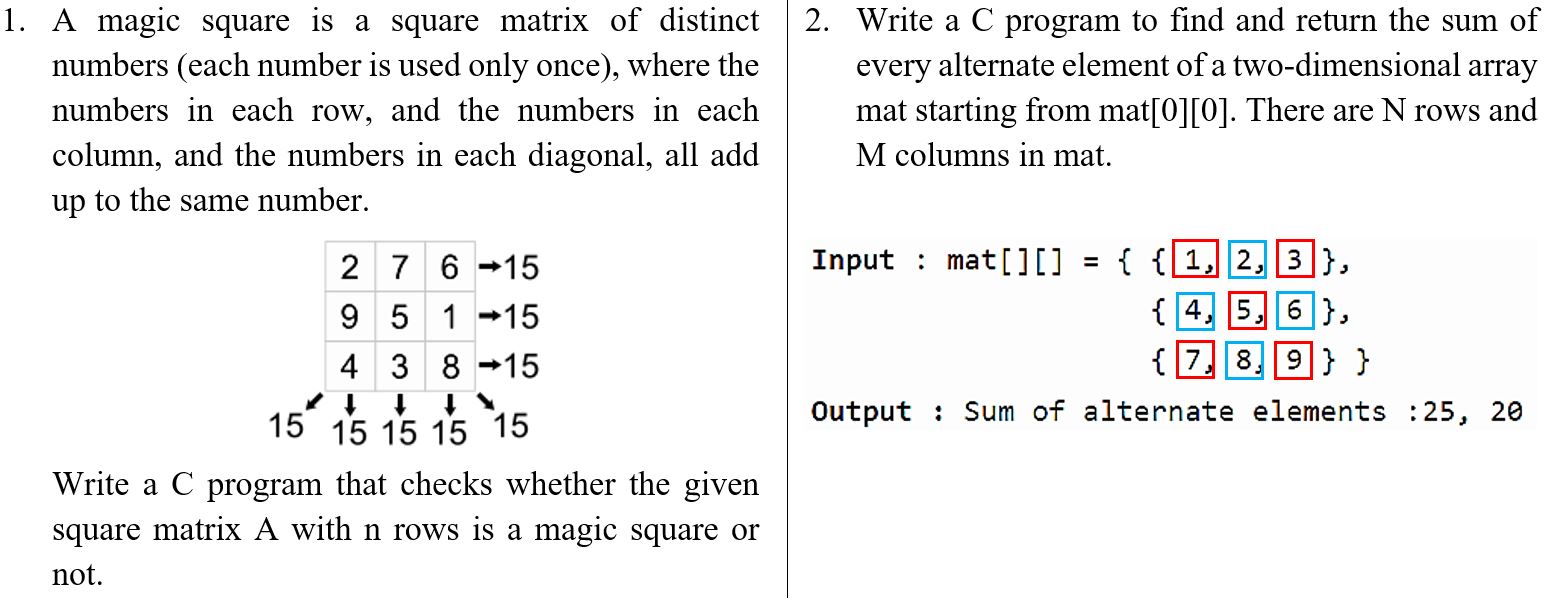 1. A magic square is a square matrix of distinct
numbers (each number is used only once), where the
numbers in each row, and the numbers in each
column, and the numbers in each diagonal, all add
up to the same number.
2 7 6 →15
9 5 1 →15
4 3 8 →15
15 15 15 15 15
Write a C program that checks whether the given
square matrix A with n rows is a magic square or
not.
2. Write a C program to find and return the sum of
every alternate element of a two-dimensional array
mat starting from mat[0][0]. There are N rows and
M columns in mat.
Input : mat[][] = { { 1, 2, 3 },
{ 4, 5, 6 },
{ 7, 8, 9 } }
Output : Sum of alternate elements :25, 20